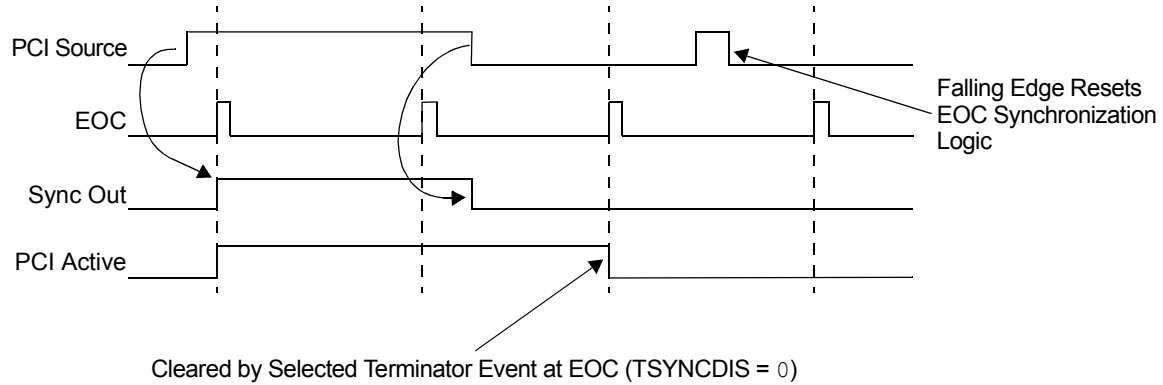 PCI Source
EOC
Sync Out
PCI Active
Falling Edge Resets
EOC Synchronization
Logic
Cleared by Selected Terminator Event at EOC (TSYNCDIS = 0)